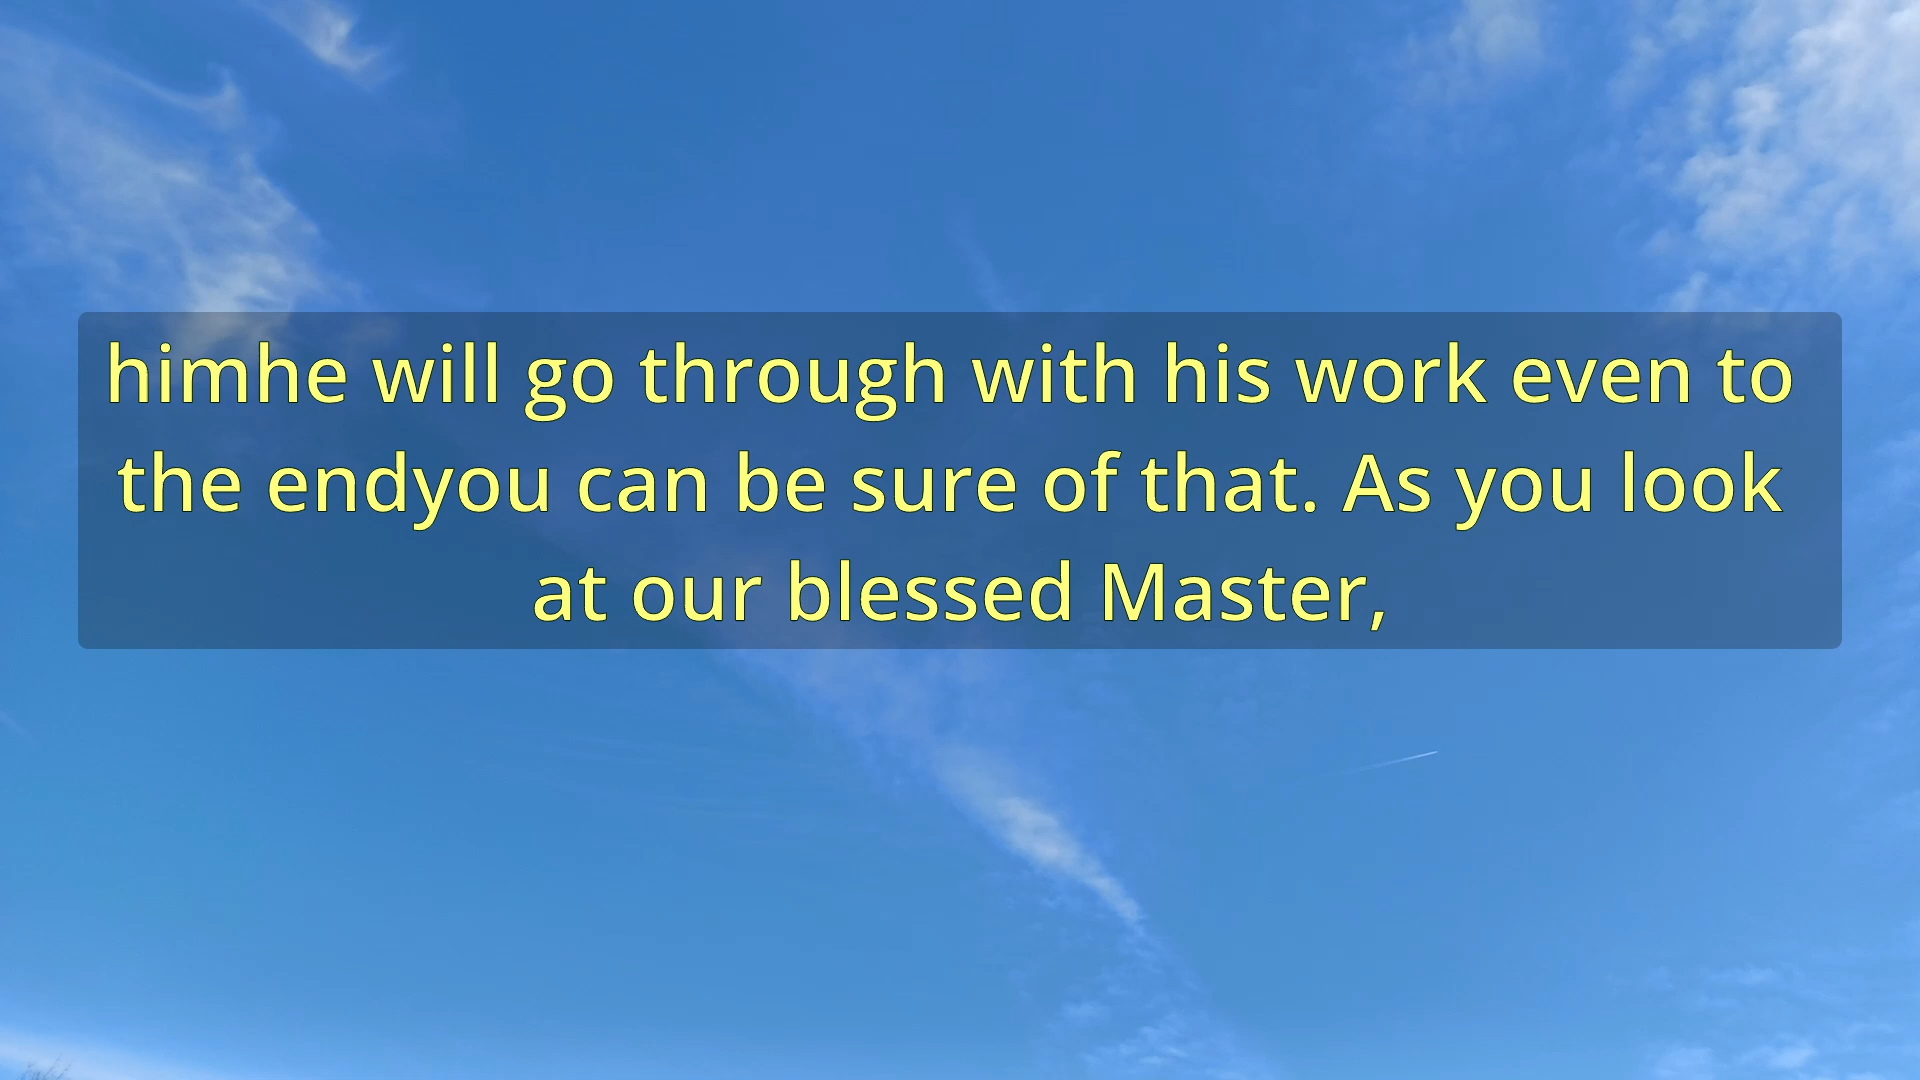 himhe will go through with his work even to
the endyou can be sure of that. As you look
at our blessed Master,